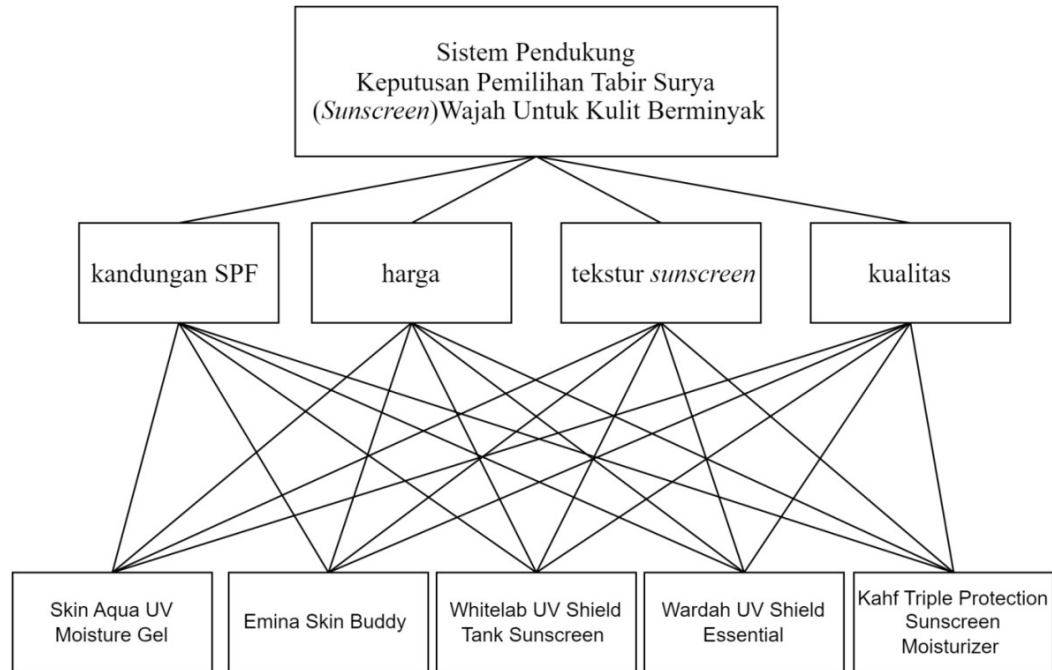 Sistem Pendukung
Keputusan Pemilihan Tabir Surya
(Sunscreen)Wajah Untuk Kulit Berminyak
kandungan SPF
harga
tekstur sunscreen
kualitas
Skin Aqua UV
Moisture Gel
Emina Skin Buddy
Whitelab UV Shield
Tank Sunscreen
Wardah UV Shield
Essential
Kahf Triple Protection
Sunscreen
Moisturizer